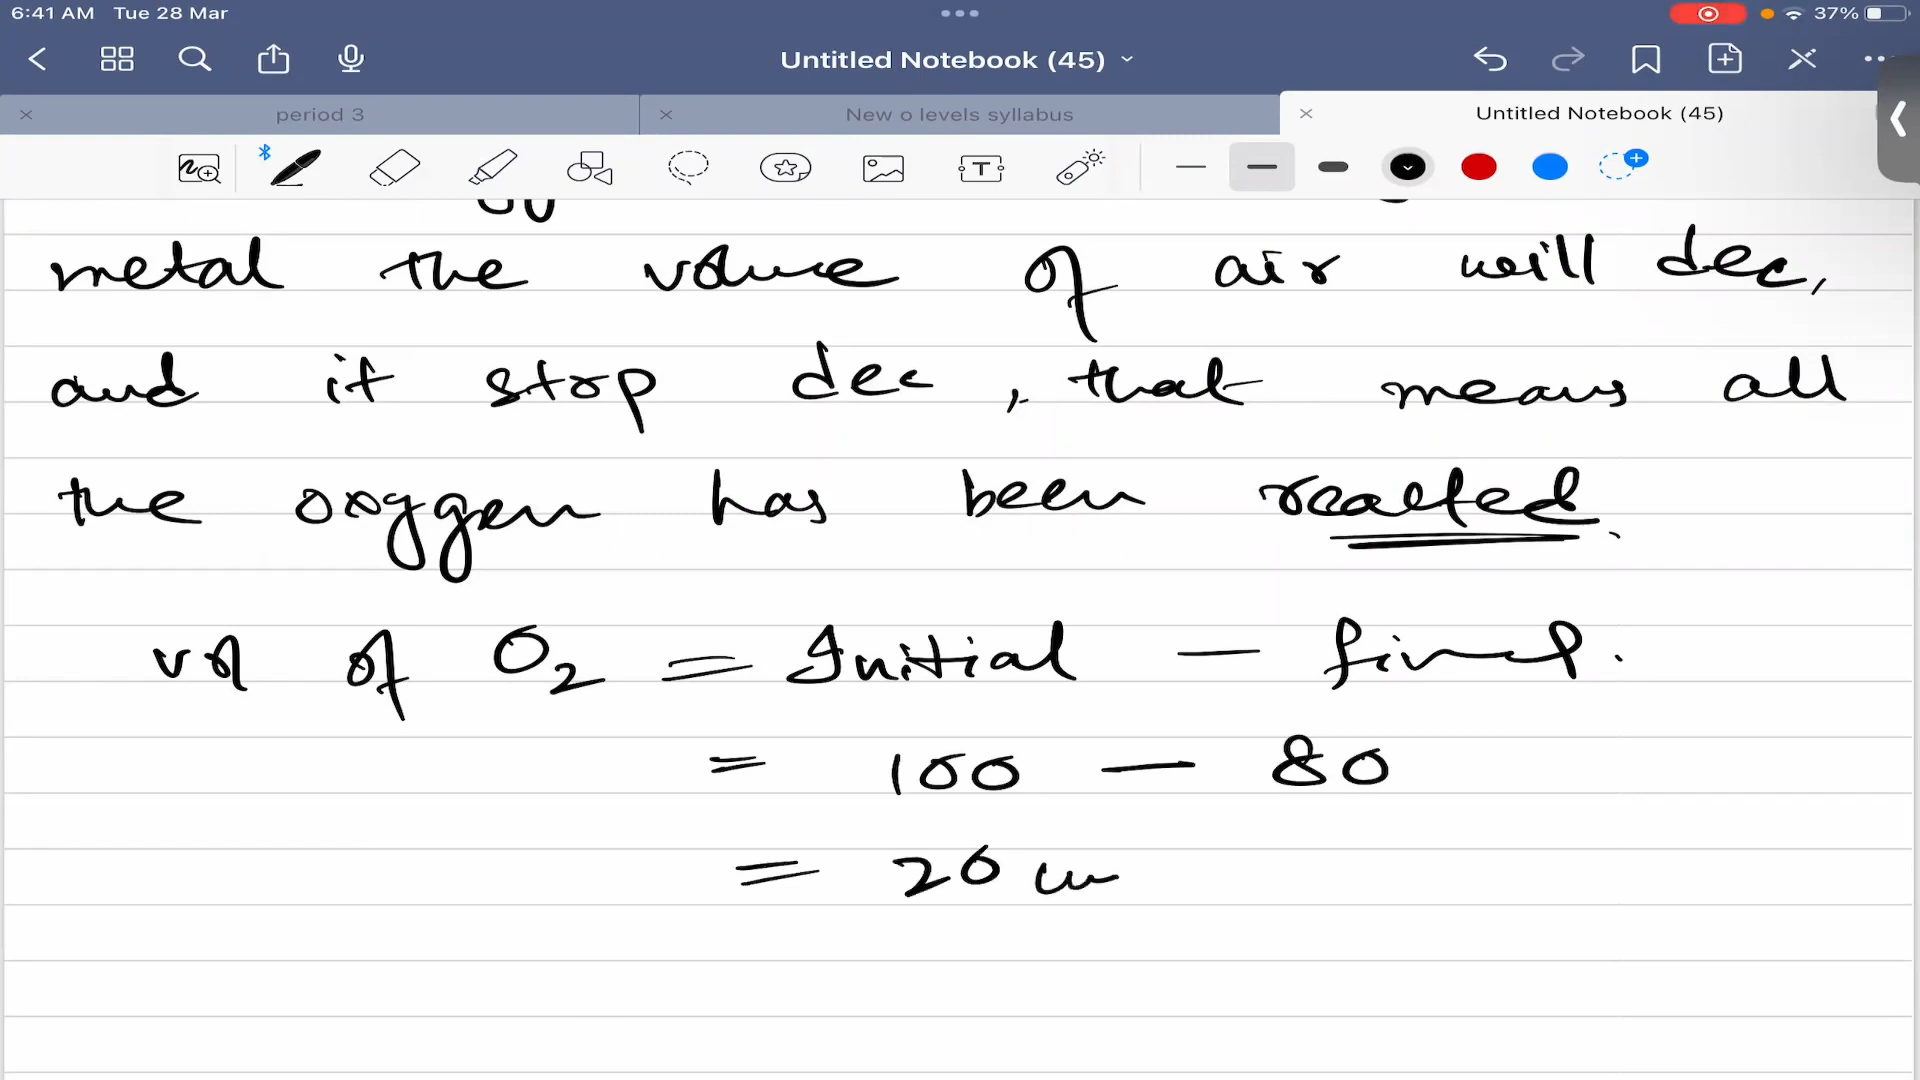 6:41 AM Tue 28 Mar
37%
Untitled Notebook (45)
period 3
New o levels syllabus
Untitled Notebook (45)
metal the volume of air will dec,
and it stop dec, that means all
the oxyggen has been reacted.
vol of O₂ = Initial - final.
= 100 - 80
= 20 cm